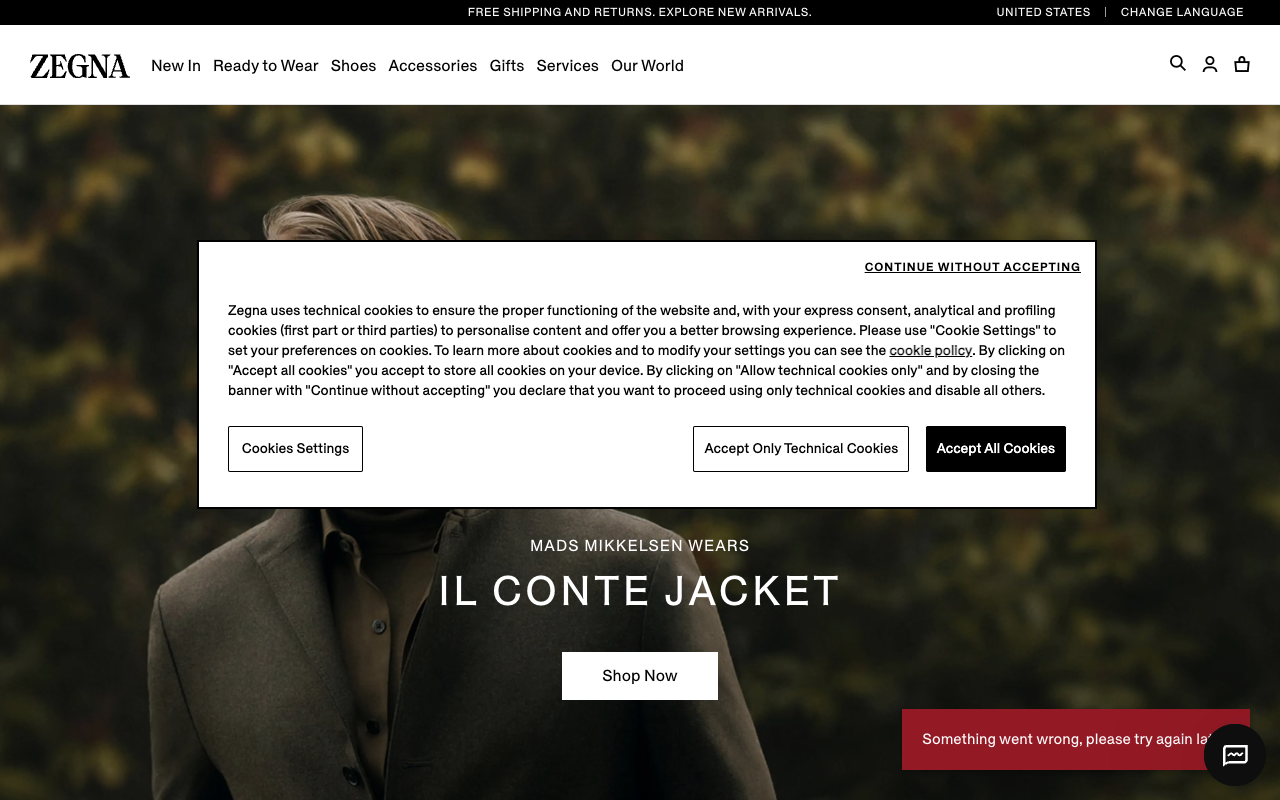 FREE SHIPPING AND RETURNS. EXPLORE NEW ARRIVALS.
UNITED STATES | CHANGE LANGUAGE
ZEGNA
New In Ready to Wear Shoes Accessories Gifts Services Our World
CONTINUE WITHOUT ACCEPTING
Zegna uses technical cookies to ensure the proper functioning of the website and, with your express consent, analytical and profiling
cookies (first part or third parties) to personalise content and offer you a better browsing experience. Please use "Cookie Settings" to
set your preferences on cookies. To learn more about cookies and to modify your settings you can see the cookie policy. By clicking on
"Accept all cookies" you accept to store all cookies on your device. By clicking on "Allow technical cookies only" and by closing the
banner with "Continue without accepting" you declare that you want to proceed using only technical cookies and disable all others.
Cookies Settings
Accept Only Technical Cookies
Accept All Cookies
MADS MIKKELSEN WEARS
IL CONTE JACKET
Shop Now
Something went wrong, please try again